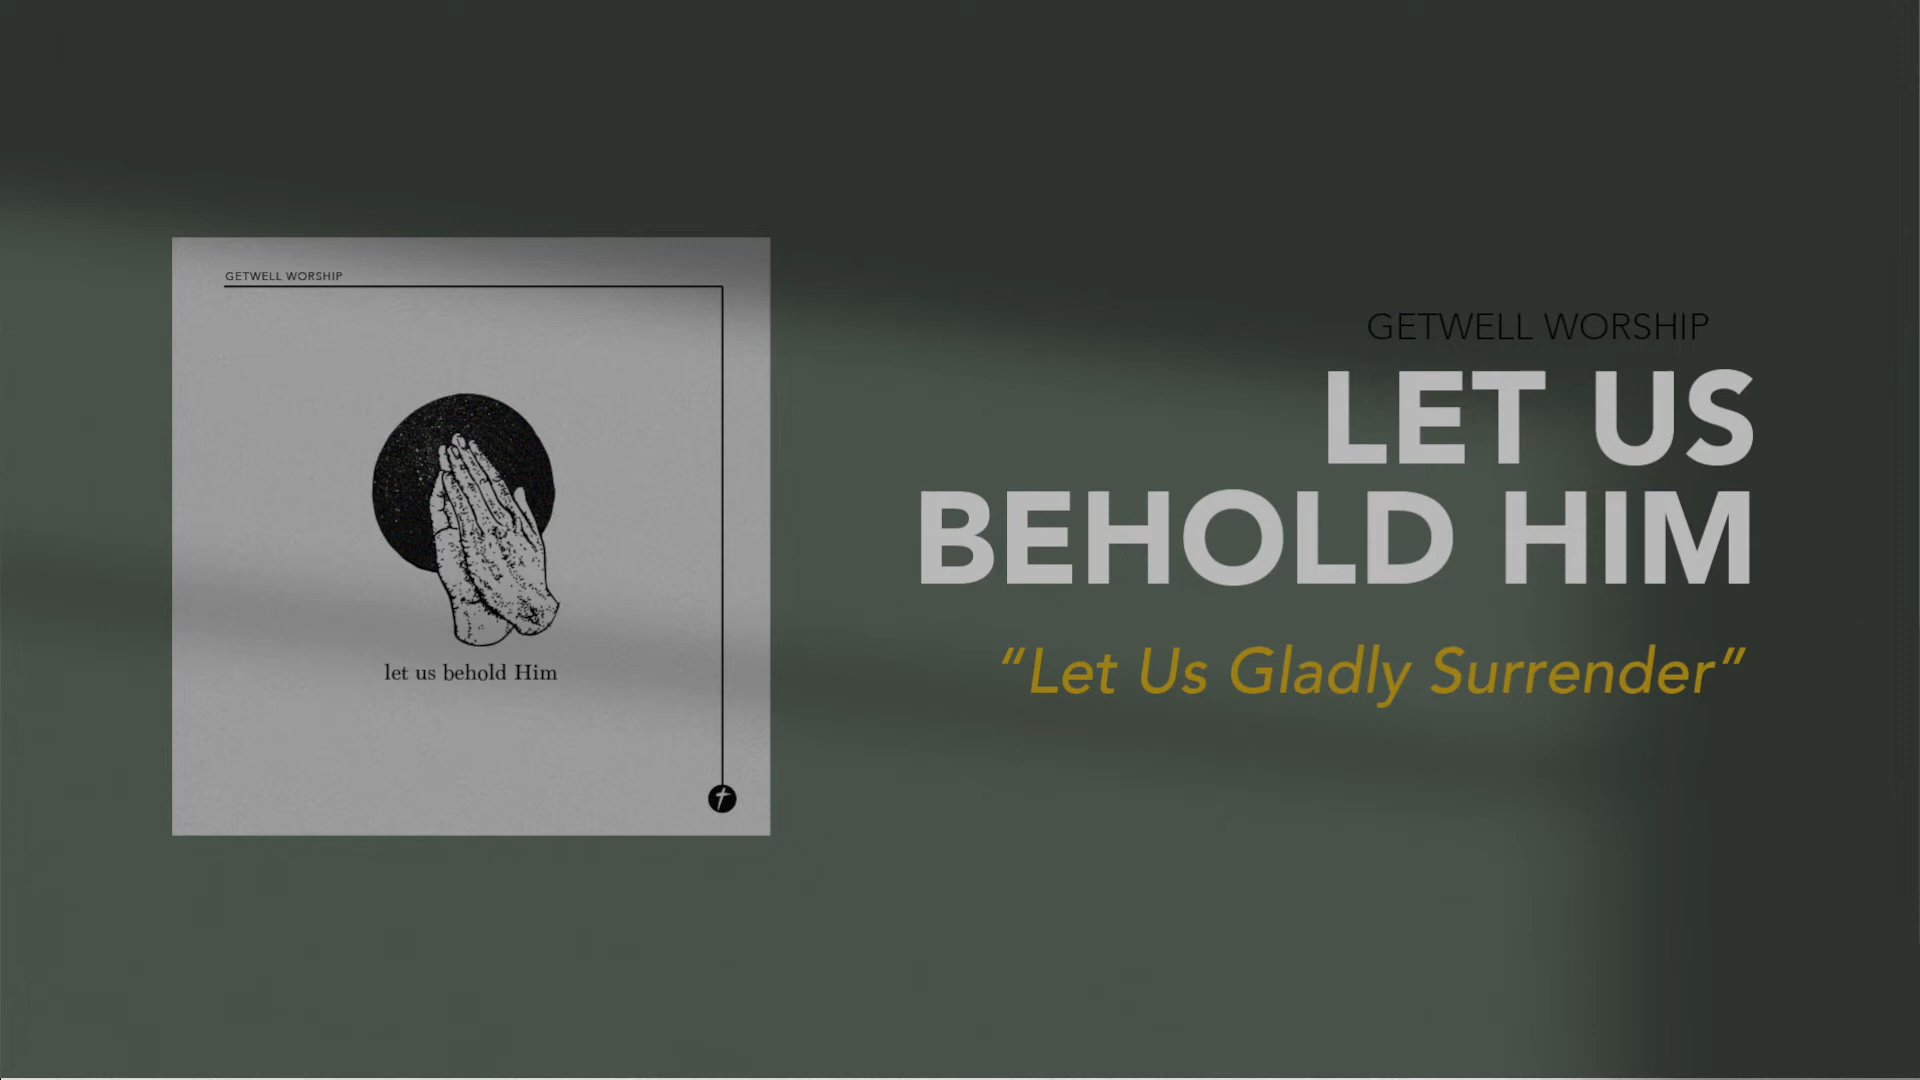 GETWELL WORSHIP
let us behold Him
GETWELL WORSHIP
LET US
BEHOLD HIM
“Let Us Gladly Surrender”